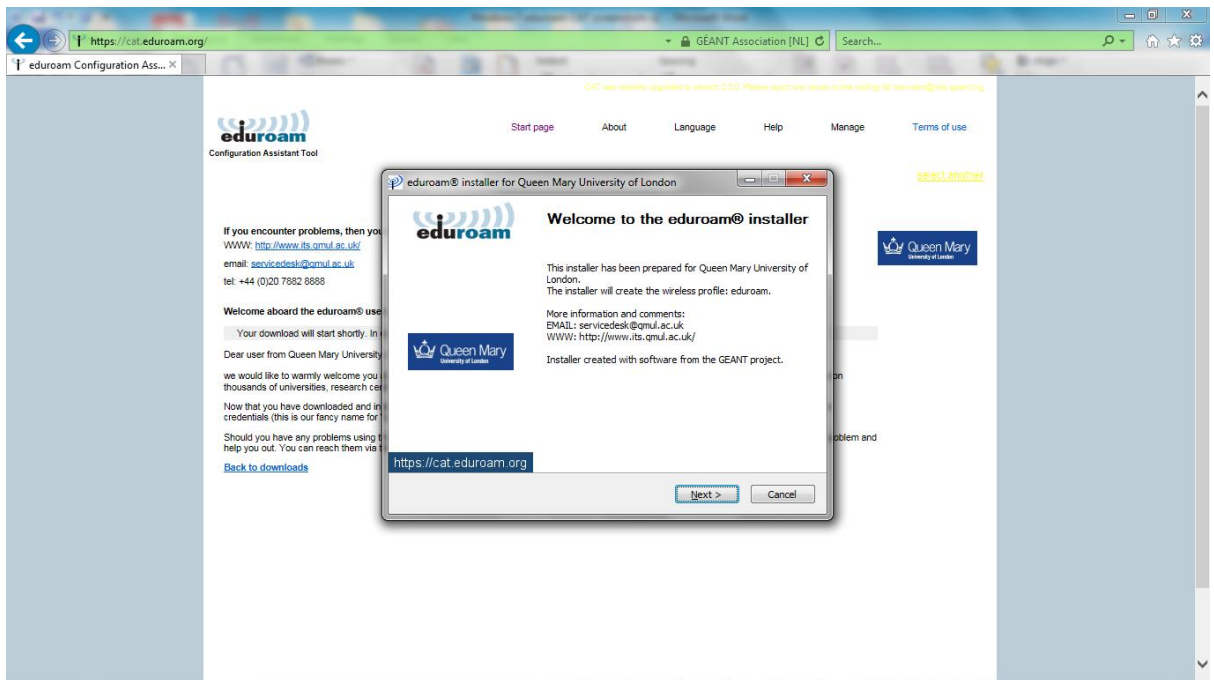 https://cat.eduroam.org/
GÉANT Association [NL]
Search...
eduroam Configuration Ass...
eduroam
Configuration Assistant Tool
Start page About Language Help Manage Terms of use
select another
If you encounter problems, then you
WWW: http://www.its.qmul.ac.uk/
email: servicedesk@qmul.ac.uk
tel: +44 (0)20 7882 8888
Queen Mary
University of London
Welcome aboard the eduroam® use
Your download will start shortly. In
Dear user from Queen Mary University
we would like to warmly welcome you
on
thousands of universities, research cen
Now that you have downloaded and in
credentials (this is our fancy name for
Should you have any problems using t
oblem and
help you out. You can reach them via t
Back to downloads
eduroam® installer for Queen Mary University of London
eduroam
Welcome to the eduroam® installer
This installer has been prepared for Queen Mary University of
London.
The installer will create the wireless profile: eduroam.
More information and comments:
EMAIL: servicedesk@qmul.ac.uk
WWW: http://www.its.qmul.ac.uk/
Queen Mary
University of London
Installer created with software from the GEANT project.
https://cat.eduroam.org
Next >
Cancel